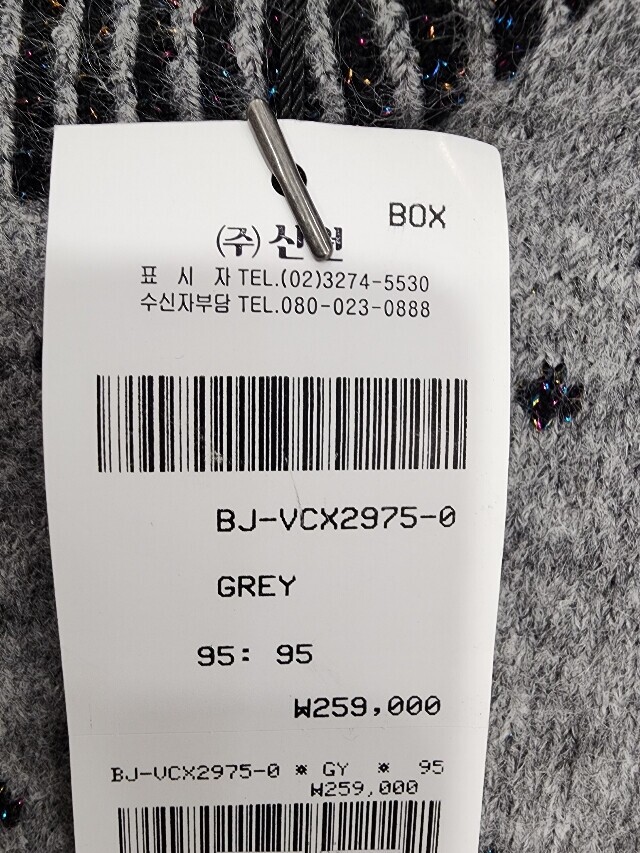 BOX
(주) 신원
표 시 자 TEL.(02)3274-5530
수신자부담 TEL.080-023-0888
BJ-VCX2975-0
GREY
95: 95
₩259,000
BJ-VCX2975-0 * GY * 95
₩259,000